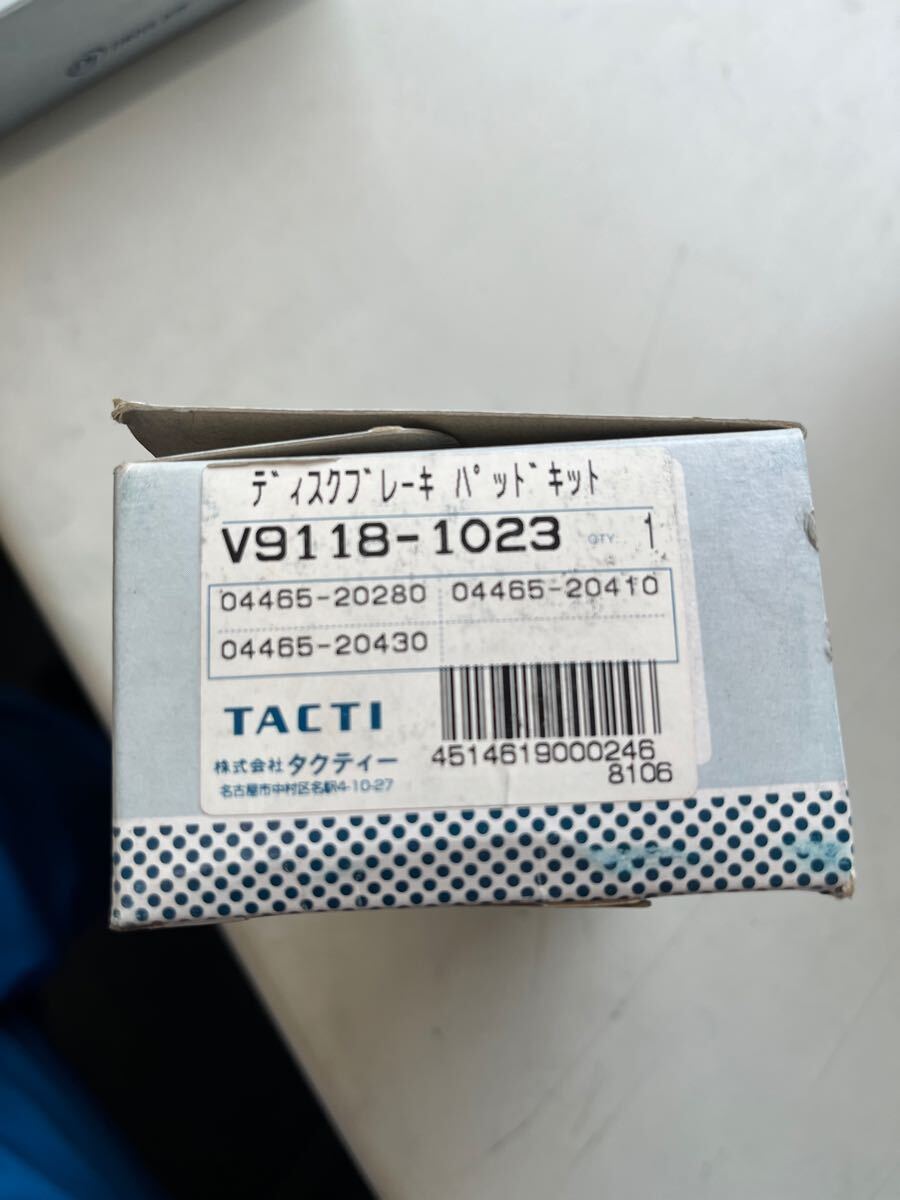 ﾃﾞｨｽｸﾌﾞﾚｰｷ ﾊﾟｯﾄﾞｷｯﾄ
V9118-1023 QTY 1
04465-20280 04465-20410
04465-20430
TACTI
株式会社 タクティー
名古屋市中村区名駅4-10-27
4514619000246
8106